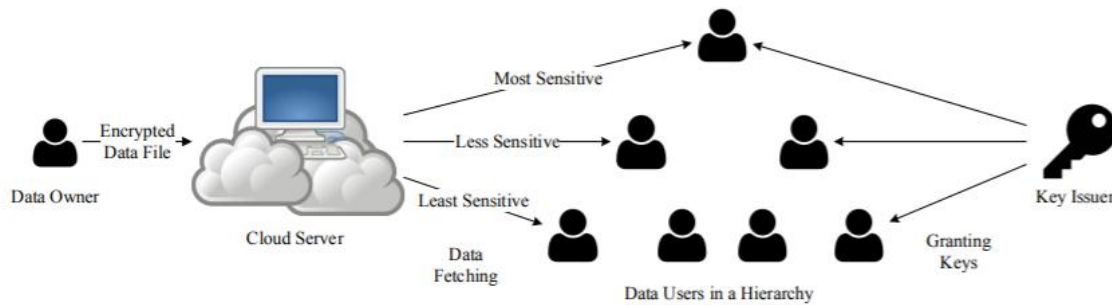 Most Sensitive
Encrypted
Data File
Less Sensitive
Data Owner
Least Sensitive
Key Issuer
Cloud Server
Data
Fetching
Granting
Keys
Data Users in a Hierarchy